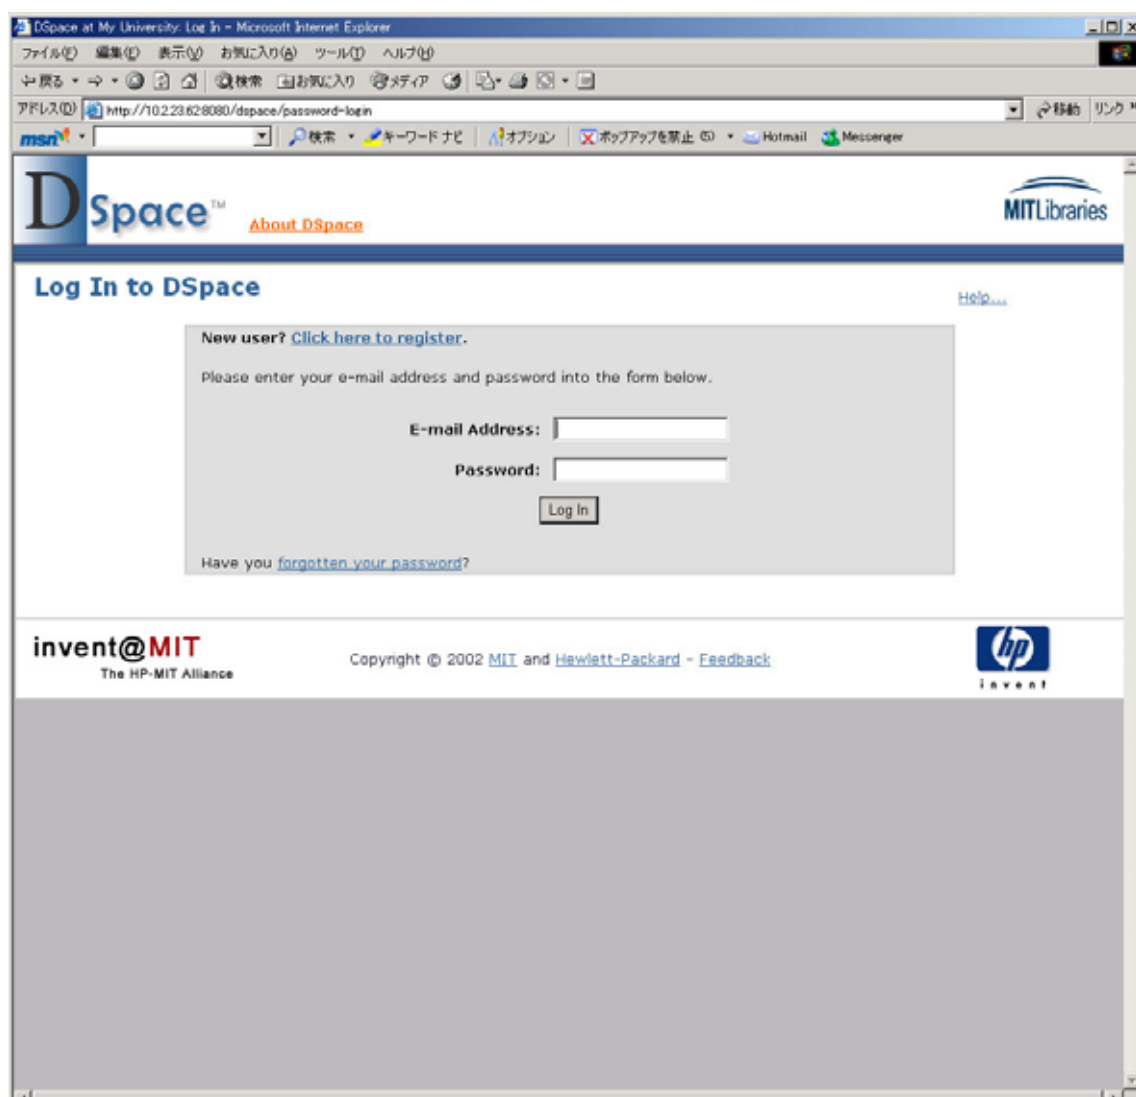 DSpace at My University: Log In - Microsoft Internet Explorer
ファイル(F) 編集(E) 表示(V) お気に入り(A) ツール(T) ヘルプ(H)
戻る 検索 お気に入り メディア
アドレス(D) http://10.2.23.62:8080/dspace/password-login 移動 リンク »
msn 検索 キーワード ナビ オプション ポップアップを禁止 (5) Hotmail Messenger
DSpace™ About DSpace MITLibraries
Log In to DSpace
Help...
New user? Click here to register.
Please enter your e-mail address and password into the form below.
E-mail Address:
Password:
Log In
Have you forgotten your password?
invent@MIT
The HP-MIT Alliance
Copyright © 2002 MIT and Hewlett-Packard - Feedback
hp
invent